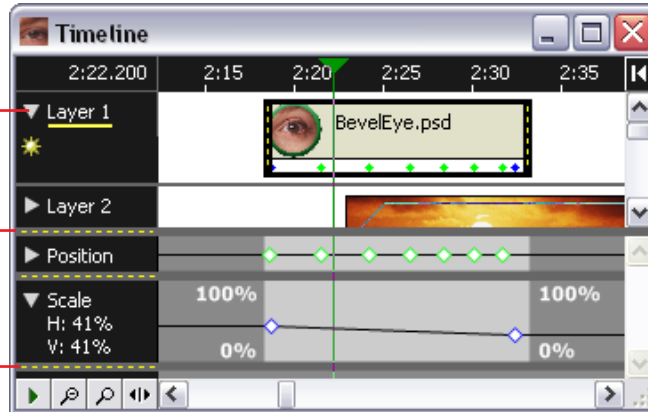 Timeline
2:22.200 2:15 2:20 2:25 2:30 2:35
Layer 1
BevelEye.psd
Layer 2
Position
Scale
H: 41%
V: 41%
100% 100%
0% 0%